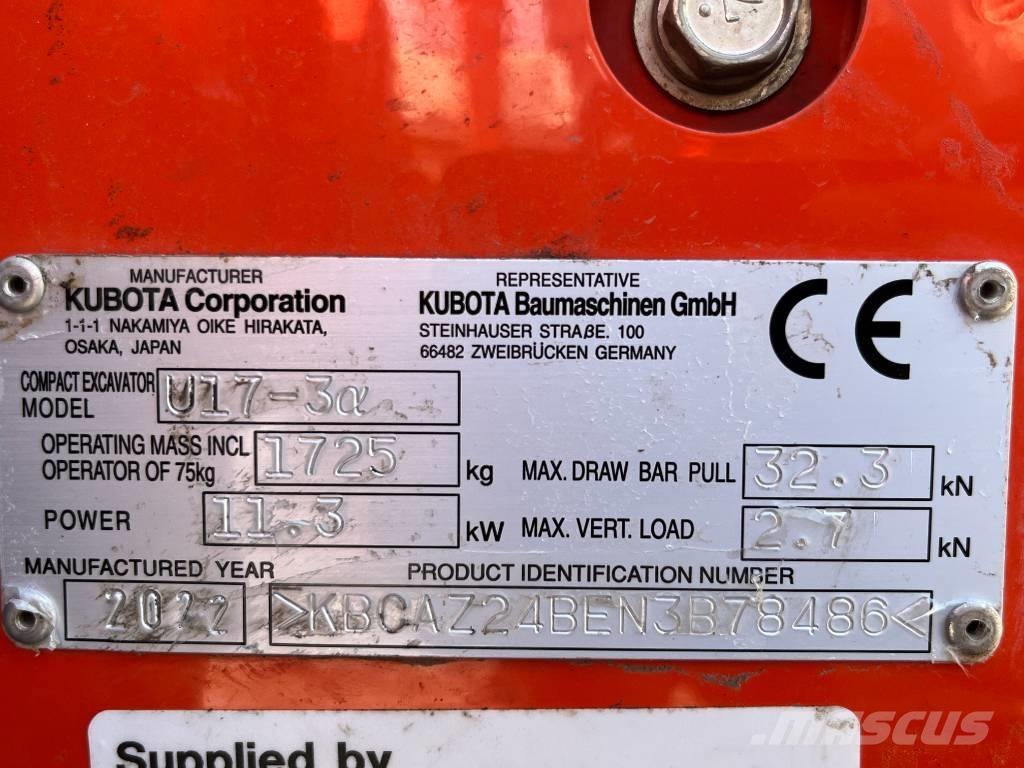 MANUFACTURER
KUBOTA Corporation
1-1-1 NAKAMIYA OIKE HIRAKATA,
OSAKA, JAPAN
REPRESENTATIVE
KUBOTA Baumaschinen GmbH
STEINHAUSER STRAßE. 100
66482 ZWEIBRÜCKEN GERMANY
CE
COMPACT EXCAVATOR
MODEL U17-3α
OPERATING MASS INCL
OPERATOR OF 75kg 1725 kg
MAX. DRAW BAR PULL 32.3 kN
POWER 11.3 kW
MAX. VERT. LOAD 2.7 kN
MANUFACTURED YEAR
2022
PRODUCT IDENTIFICATION NUMBER
>KBCAZ24BEN3B78486<
Supplied by
mascus